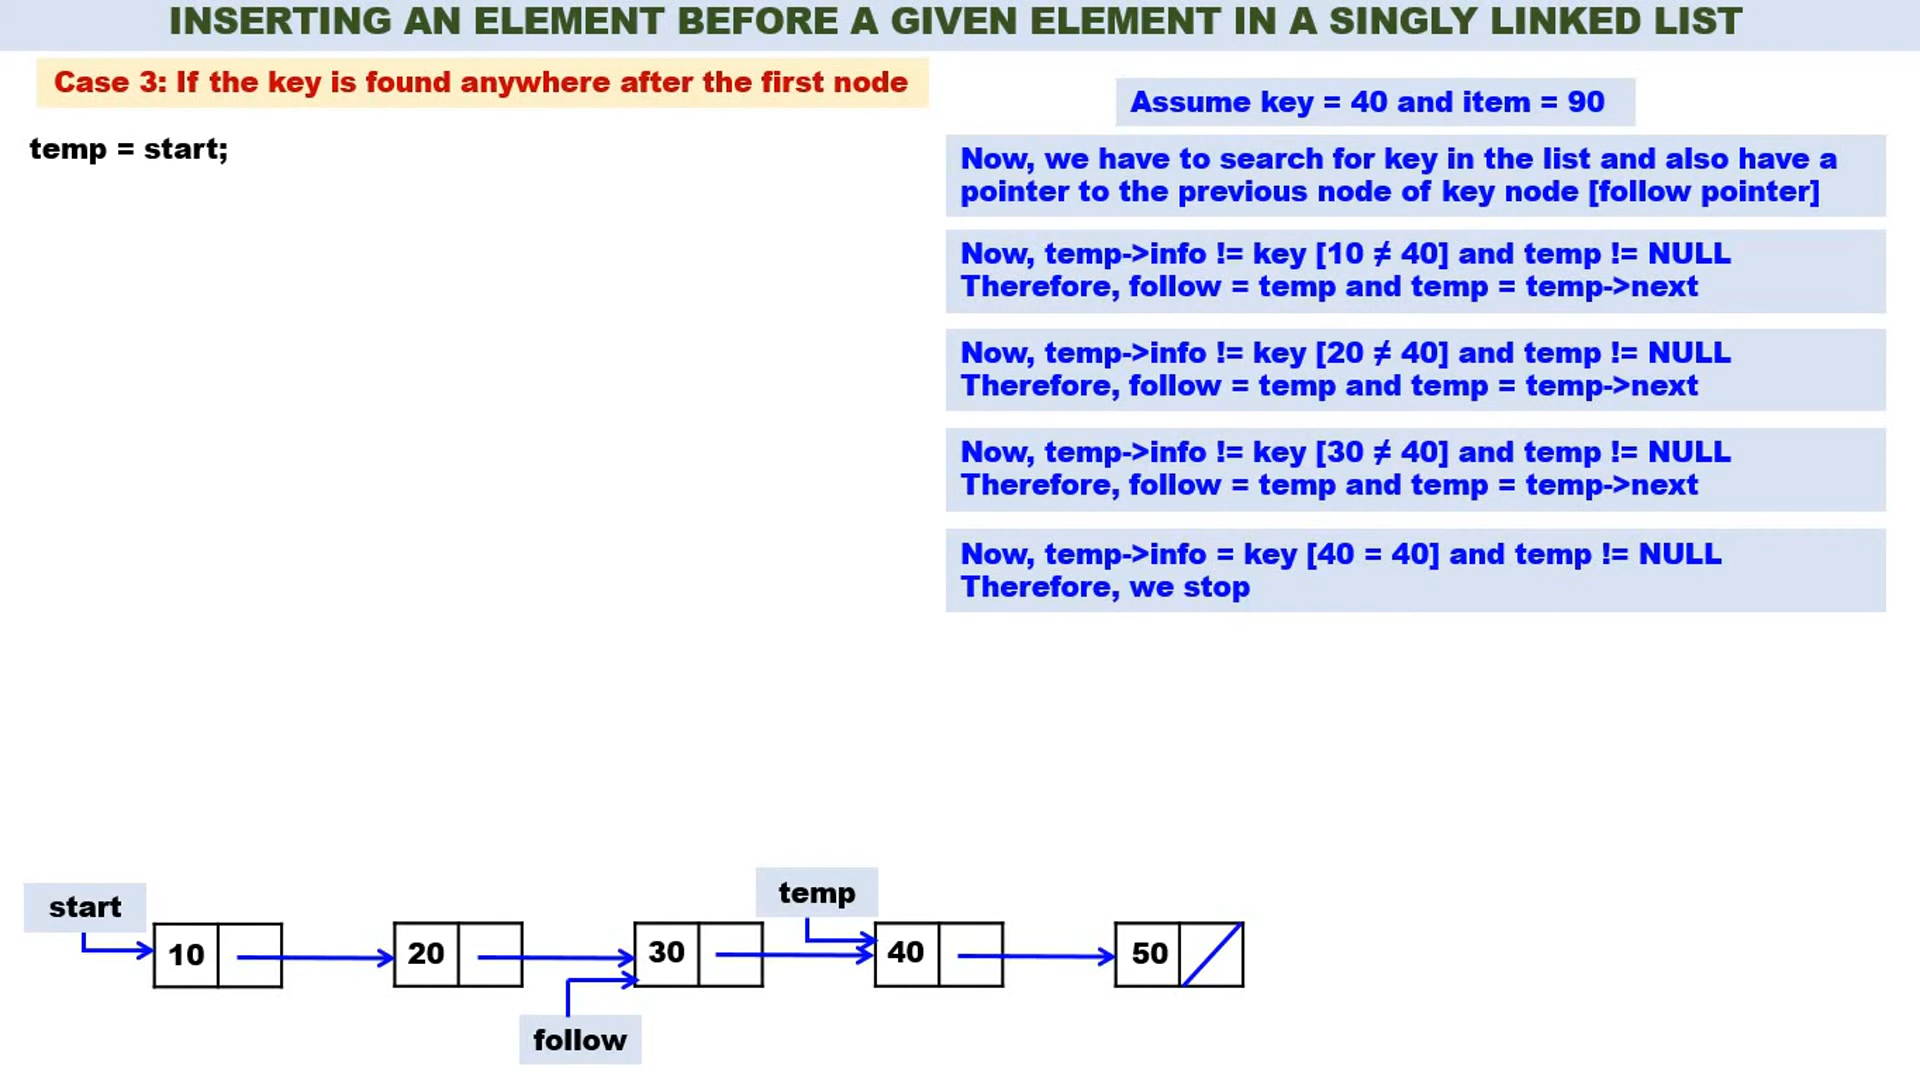 INSERTING AN ELEMENT BEFORE A GIVEN ELEMENT IN A SINGLY LINKED LIST
Case 3: If the key is found anywhere after the first node
temp = start;
Assume key = 40 and item = 90
Now, we have to search for key in the list and also have a
pointer to the previous node of key node [follow pointer]
Now, temp->info != key [10 ≠ 40] and temp != NULL
Therefore, follow = temp and temp = temp->next
Now, temp->info != key [20 ≠ 40] and temp != NULL
Therefore, follow = temp and temp = temp->next
Now, temp->info != key [30 ≠ 40] and temp != NULL
Therefore, follow = temp and temp = temp->next
Now, temp->info = key [40 = 40] and temp != NULL
Therefore, we stop
start
temp
10 20 30 40 50
follow